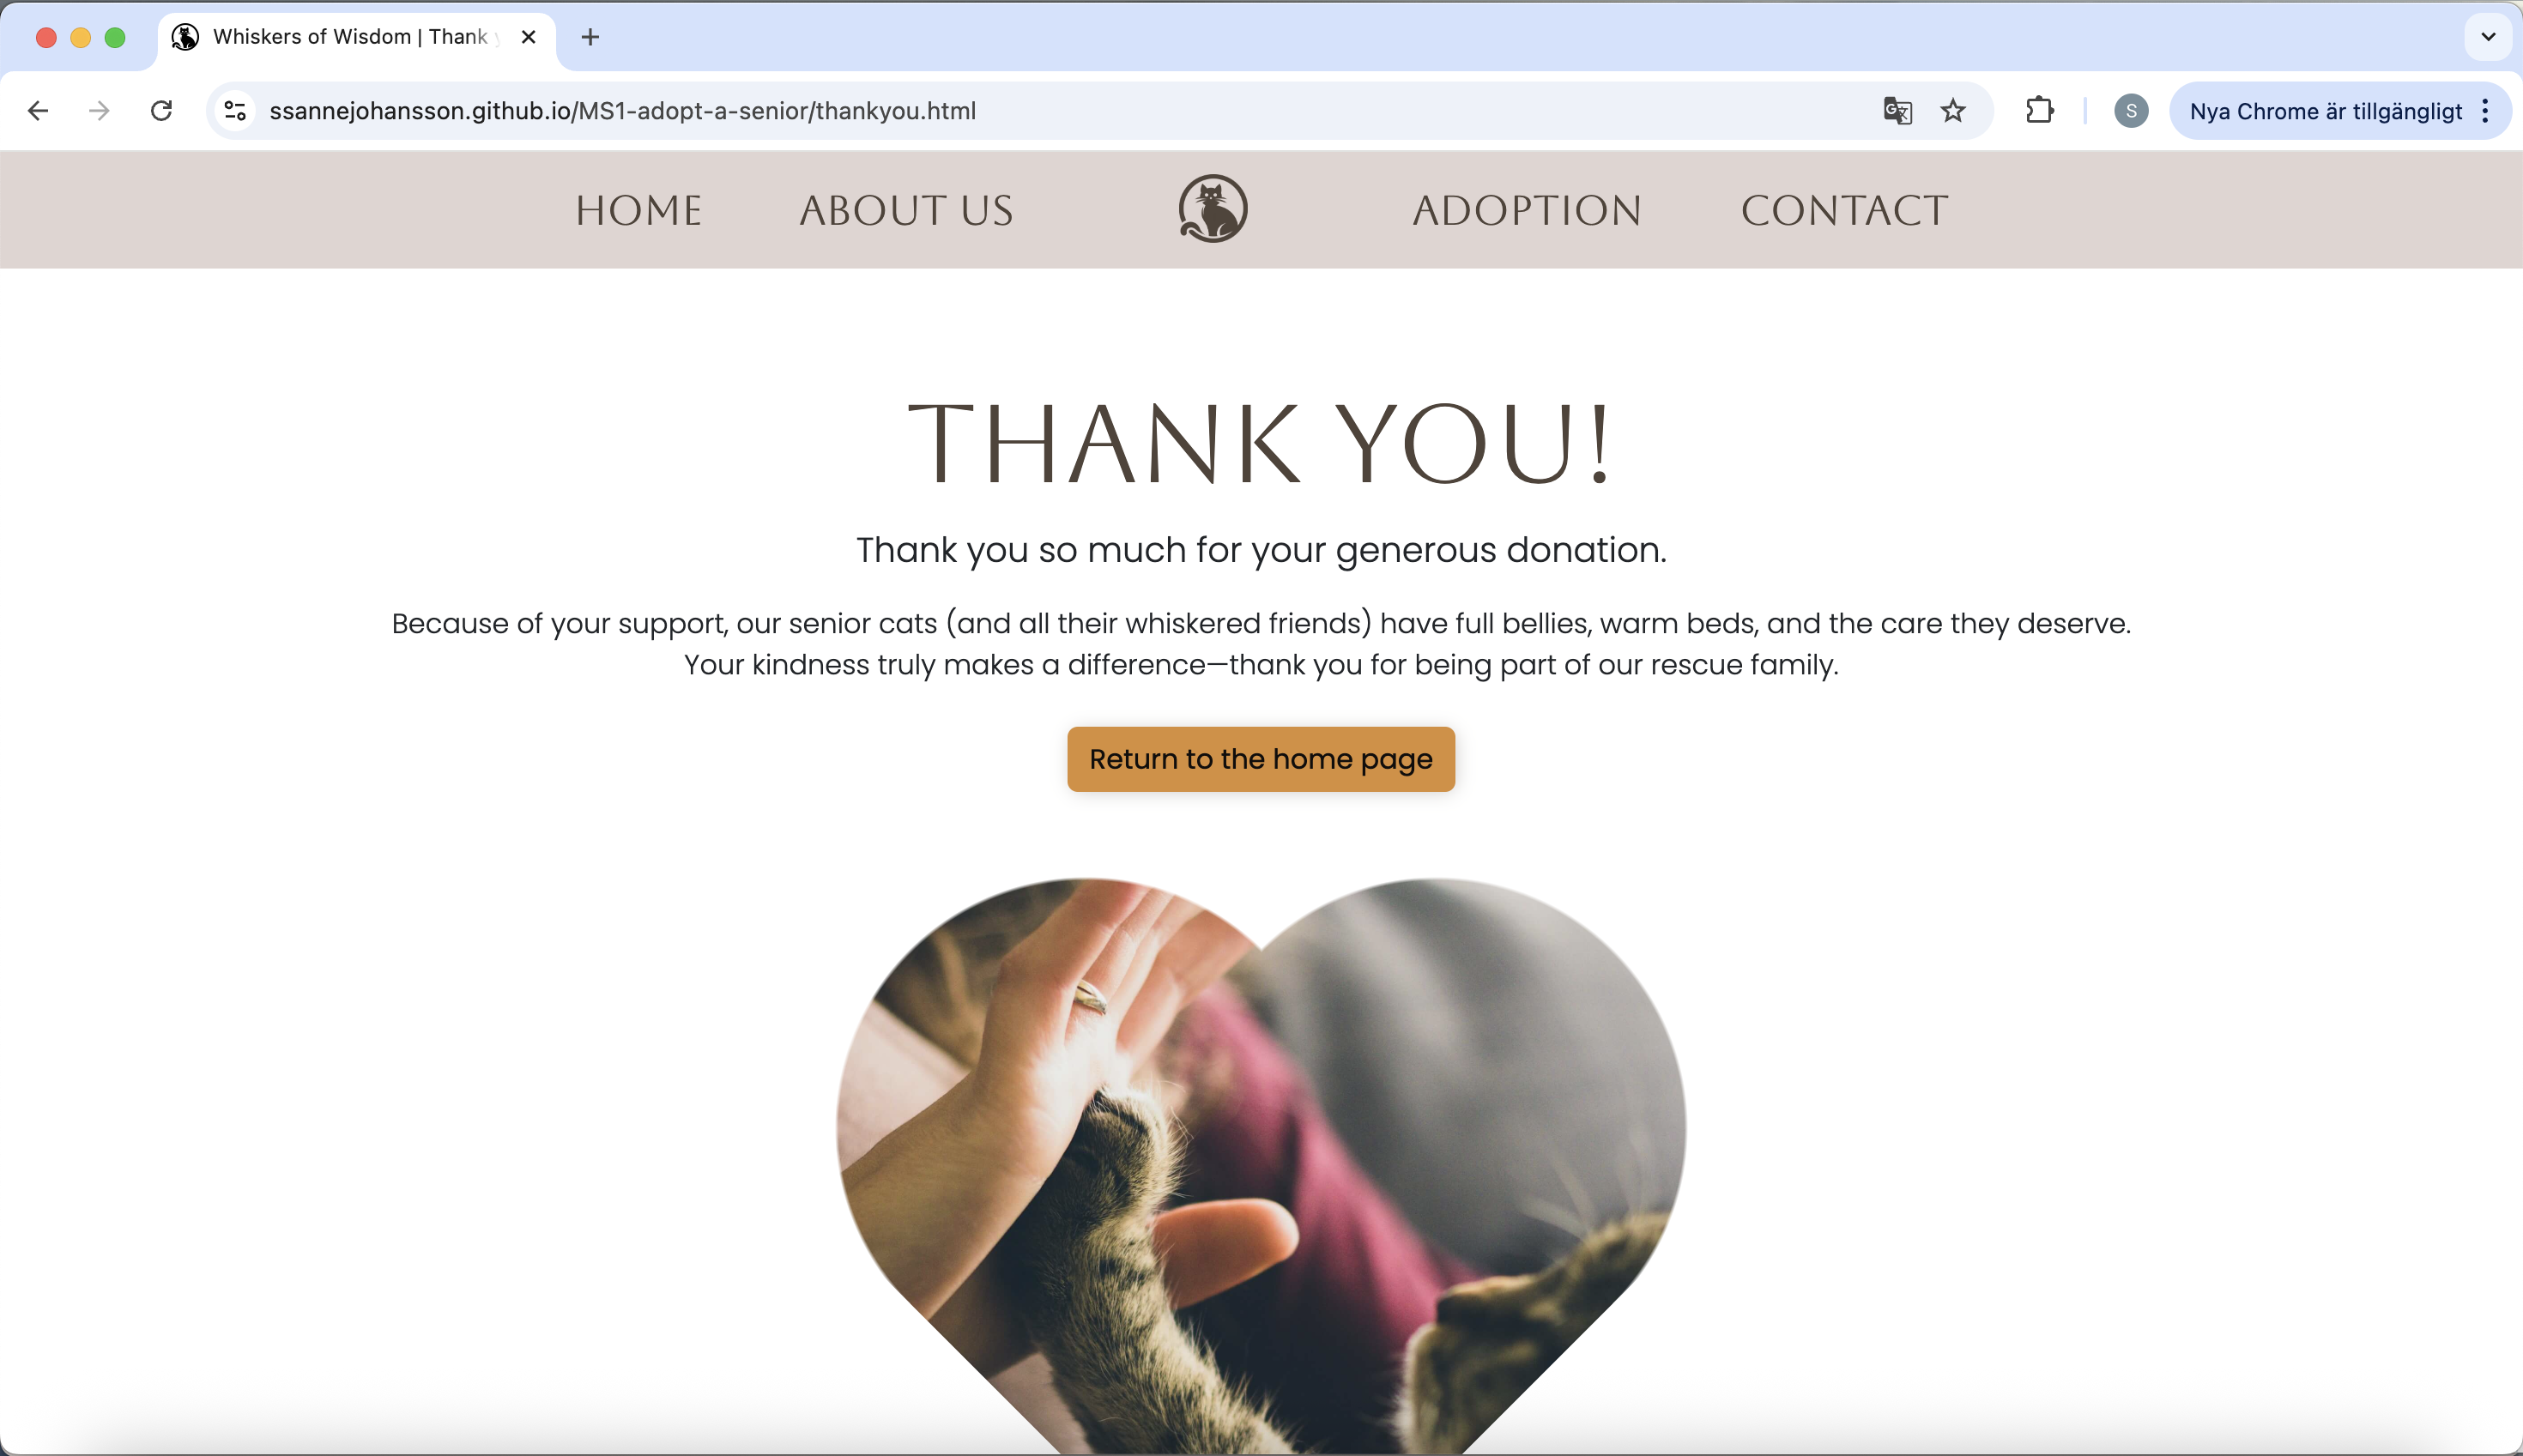 Whiskers of Wisdom | Thank
ssannejohansson.github.io/MS1-adopt-a-senior/thankyou.html
S
Nya Chrome är tillgängligt
HOME ABOUT US ADOPTION CONTACT
THANK YOU!
Thank you so much for your generous donation.
Because of your support, our senior cats (and all their whiskered friends) have full bellies, warm beds, and the care they deserve.
Your kindness truly makes a difference—thank you for being part of our rescue family.
Return to the home page